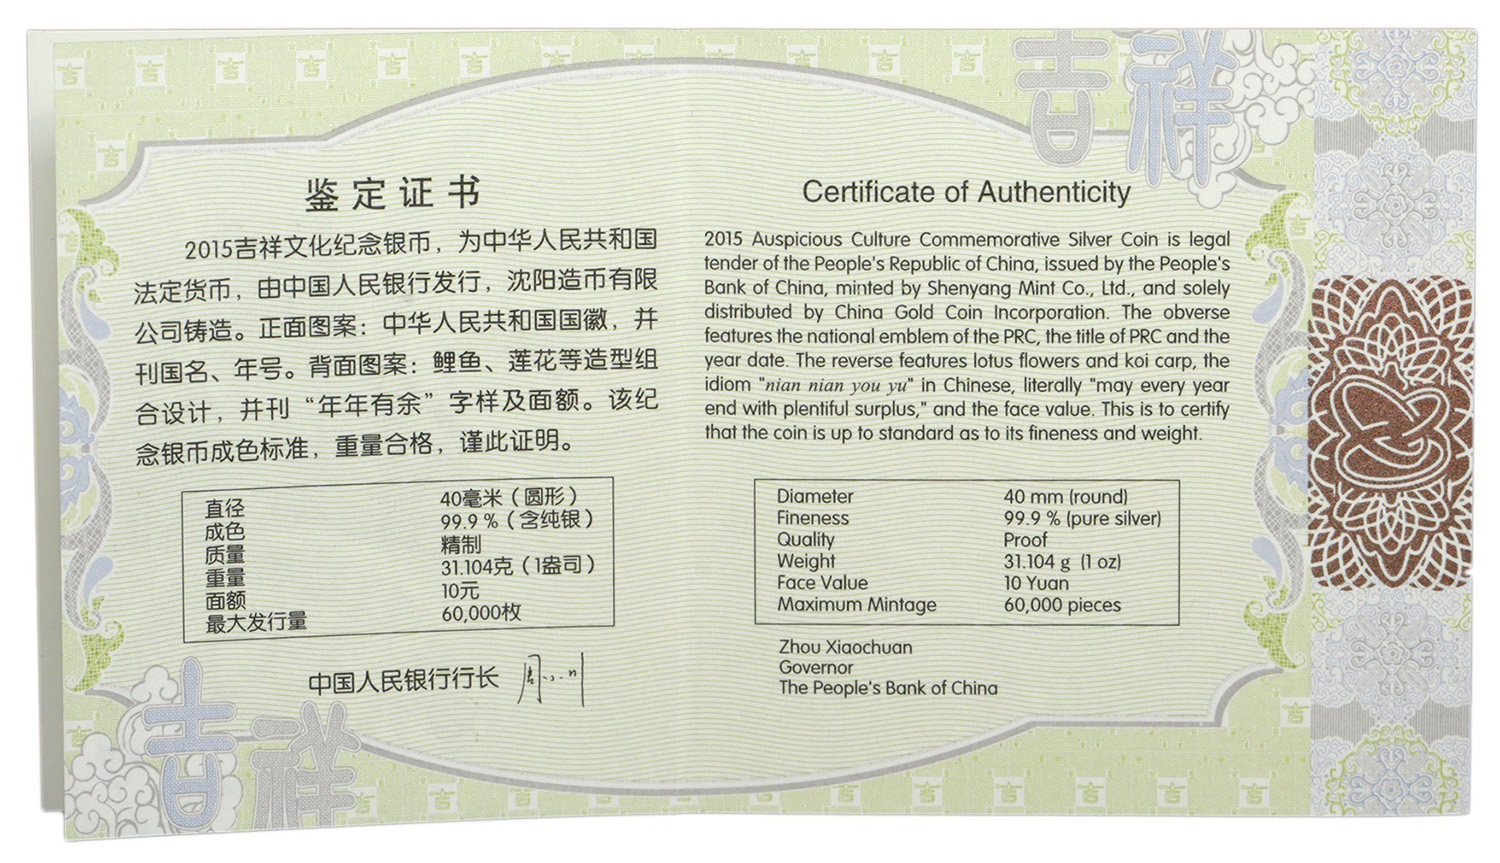 吉祥
鉴定证书
2015吉祥文化纪念银币，为中华人民共和国
法定货币，由中国人民银行发行，沈阳造币有限
公司铸造。正面图案：中华人民共和国国徽，并
刊国名、年号。背面图案：鲤鱼、莲花等造型组
合设计，并刊“年年有余”字样及面额。该纪
念银币成色标准，重量合格，谨此证明。
直径 40毫米（圆形）
成色 99.9 %（含纯银）
质量 精制
重量 31.104克（1盎司）
面额 10元
最大发行量 60,000枚
中国人民银行行长
吉祥
Certificate of Authenticity
2015 Auspicious Culture Commemorative Silver Coin is legal
tender of the People's Republic of China, issued by the People's
Bank of China, minted by Shenyang Mint Co., Ltd., and solely
distributed by China Gold Coin Incorporation. The obverse
features the national emblem of the PRC, the title of PRC and the
year date. The reverse features lotus flowers and koi carp, the
idiom "nian nian you yu" in Chinese, literally "may every year
end with plentiful surplus," and the face value. This is to certify
that the coin is up to standard as to its fineness and weight.
Diameter 40 mm (round)
Fineness 99.9 % (pure silver)
Quality Proof
Weight 31.104 g (1 oz)
Face Value 10 Yuan
Maximum Mintage 60,000 pieces
Zhou Xiaochuan
Governor
The People's Bank of China